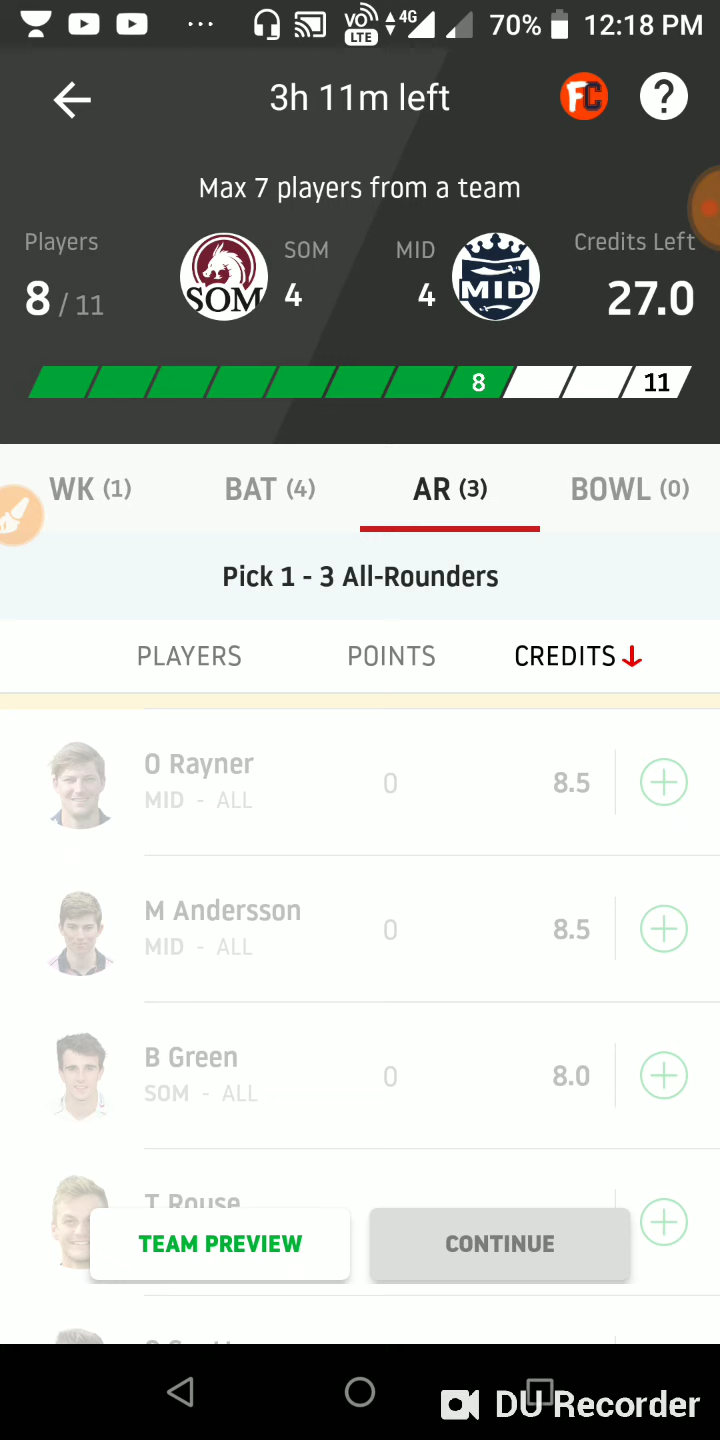 ... VO LTE 4G 70% 12:18 PM
3h 11m left FC ?
Max 7 players from a team
Players SOM MID Credits Left
8 / 11 SOM 4 4 MID 27.0
8 11
WK (1) BAT (4) AR (3) BOWL (0)
Pick 1 - 3 All-Rounders
PLAYERS POINTS CREDITS
O Rayner
MID - ALL 0 8.5
M Andersson
MID - ALL 0 8.5
B Green
SOM - ALL 0 8.0
T Rouse
TEAM PREVIEW CONTINUE
DU Recorder